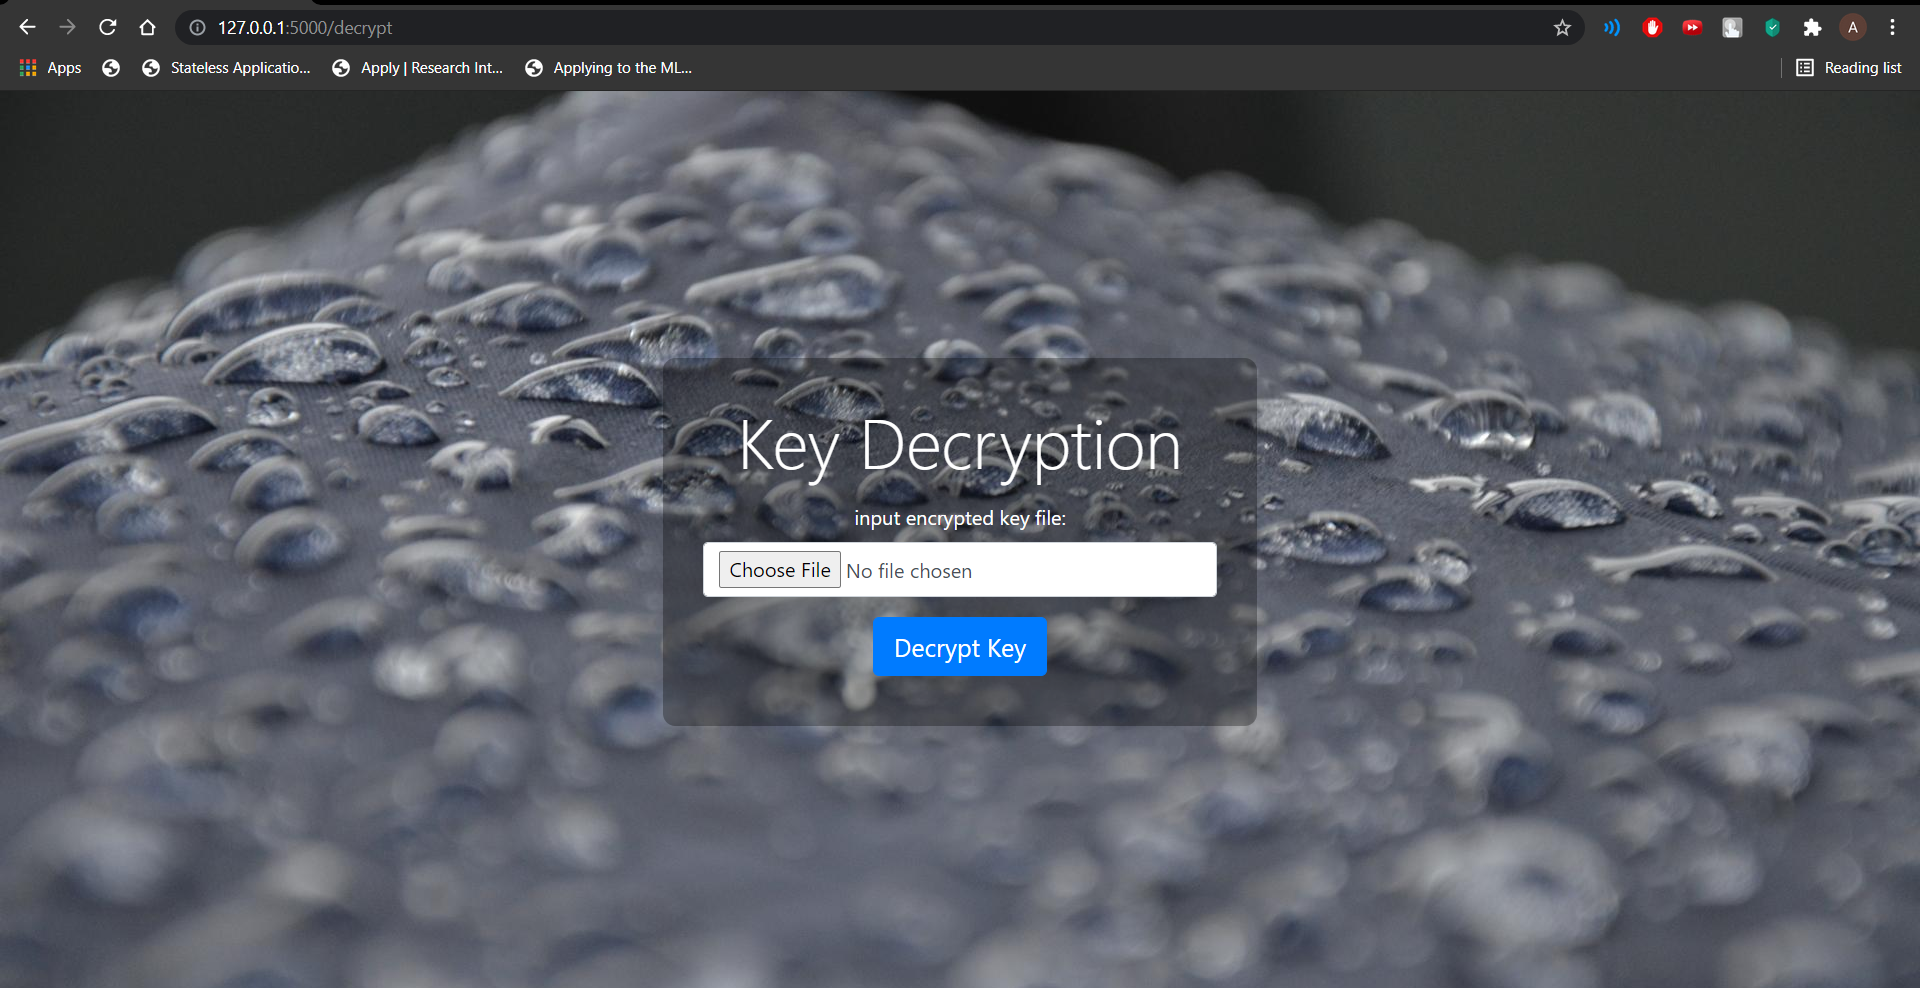 127.0.0.1:5000/decrypt
A
Apps
Stateless Applicatio...
Apply | Research Int...
Applying to the ML...
Reading list
Key Decryption
input encrypted key file:
Choose File No file chosen
Decrypt Key